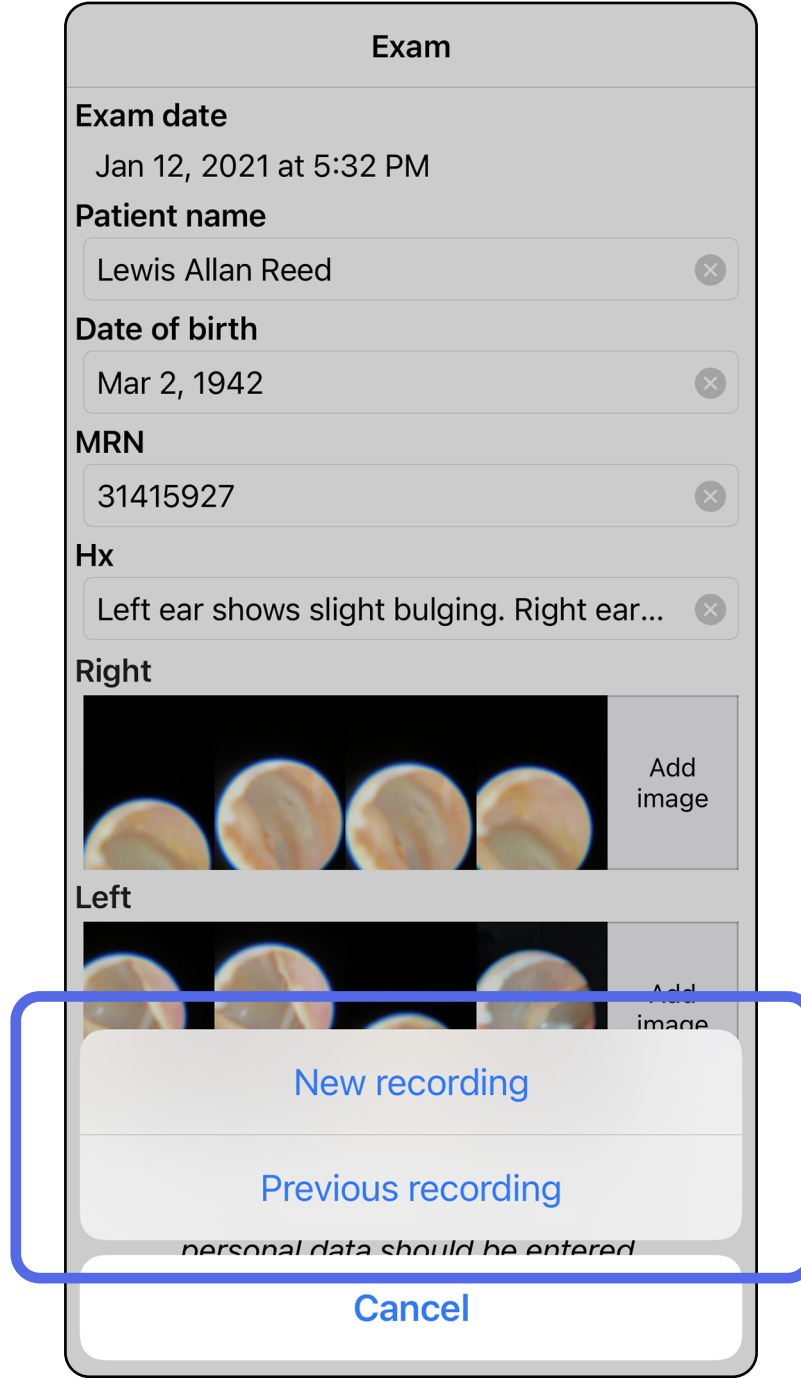 Exam
Exam date
Jan 12, 2021 at 5:32 PM
Patient name
Lewis Allan Reed
Date of birth
Mar 2, 1942
MRN
31415927
Hx
Left ear shows slight bulging. Right ear...
Right
Add
image
Left
Add
image
New recording
Previous recording
personal data should be entered
Cancel